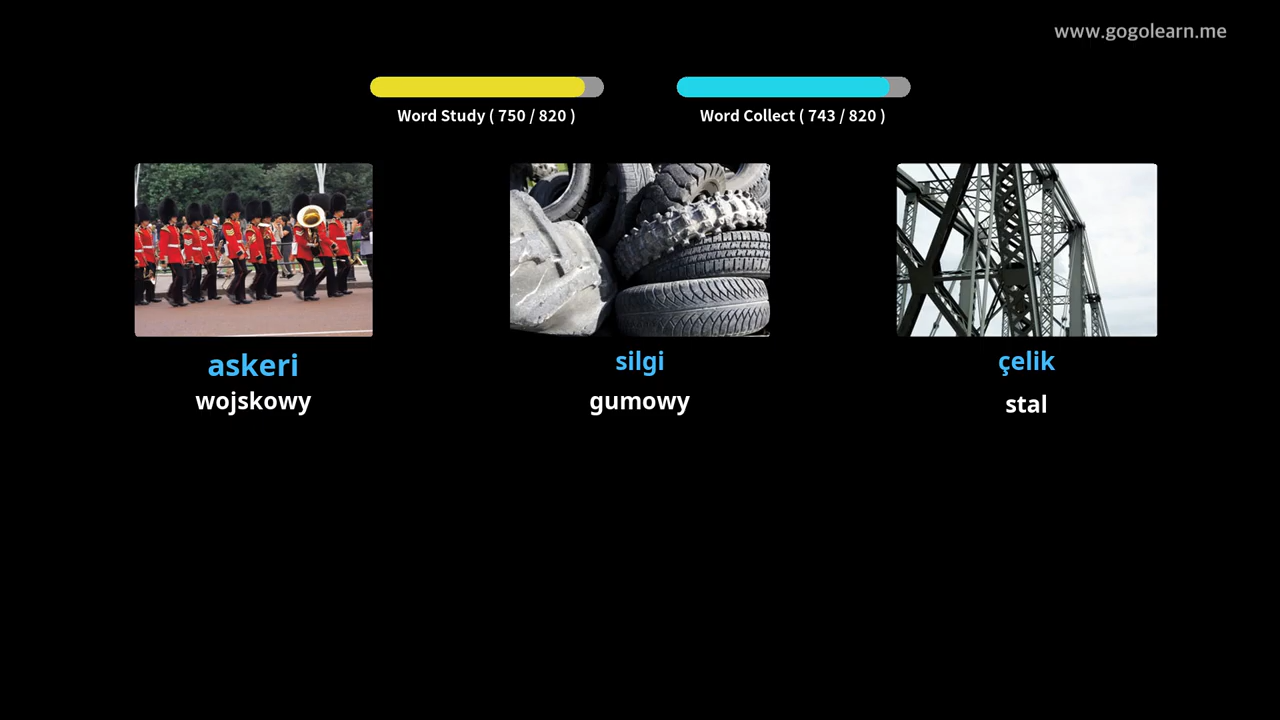 www.gogolearn.me
Word Study ( 750 / 820 )
Word Collect ( 743 / 820 )
askeri
wojskowy
silgi
gumowy
çelik
stal